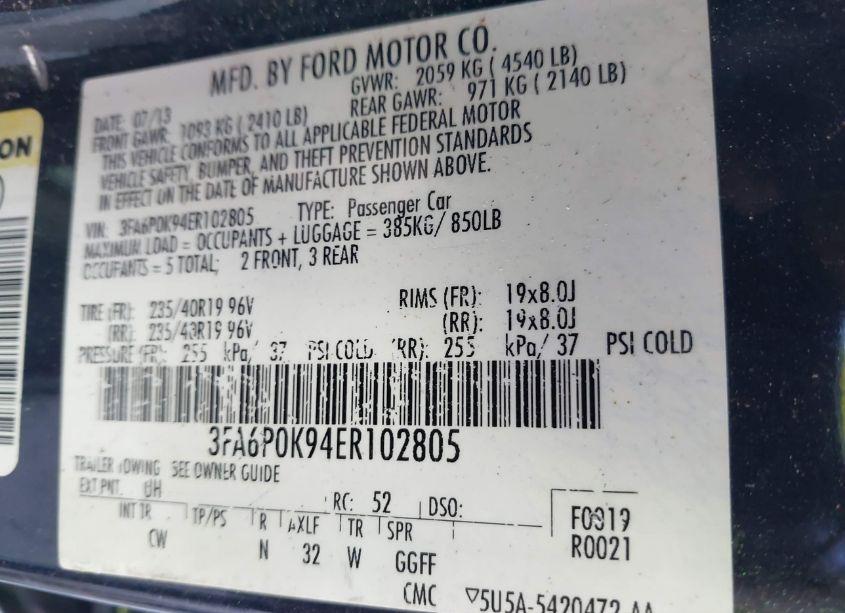 MFD. BY FORD MOTOR CO.
DATE: 07/13 GVWR: 2059 KG ( 4540 LB)
FRONT GAWR: 1093 KG ( 2410 LB) REAR GAWR: 971 KG ( 2140 LB)
THIS VEHICLE CONFORMS TO ALL APPLICABLE FEDERAL MOTOR
VEHICLE SAFETY, BUMPER, AND THEFT PREVENTION STANDARDS
IN EFFECT ON THE DATE OF MANUFACTURE SHOWN ABOVE.
VIN: 3FA6P0K94ER102805 TYPE: Passenger Car
MAXIMUM LOAD = OCCUPANTS + LUGGAGE = 385KG/ 850LB
OCCUPANTS = 5 TOTAL; 2 FRONT, 3 REAR
TIRE (FR): 235/40R19 96V RIMS (FR): 19x8.0J
(RR): 235/40R19 96V (RR): 19x8.0J
PRESSURE (FR): 255 kPa/ 37 PSI COLD (RR): 255 kPa/ 37 PSI COLD
3FA6P0K94ER102805
TRAILER TOWING SEE OWNER GUIDE
EXT PNT: UH RC: 52 DSO: F0019
INT TR TP/PS R AXLE TR SPR R0021
CW N 32 W GGFF
CMC ▽5U5A-5420472-AA
ON